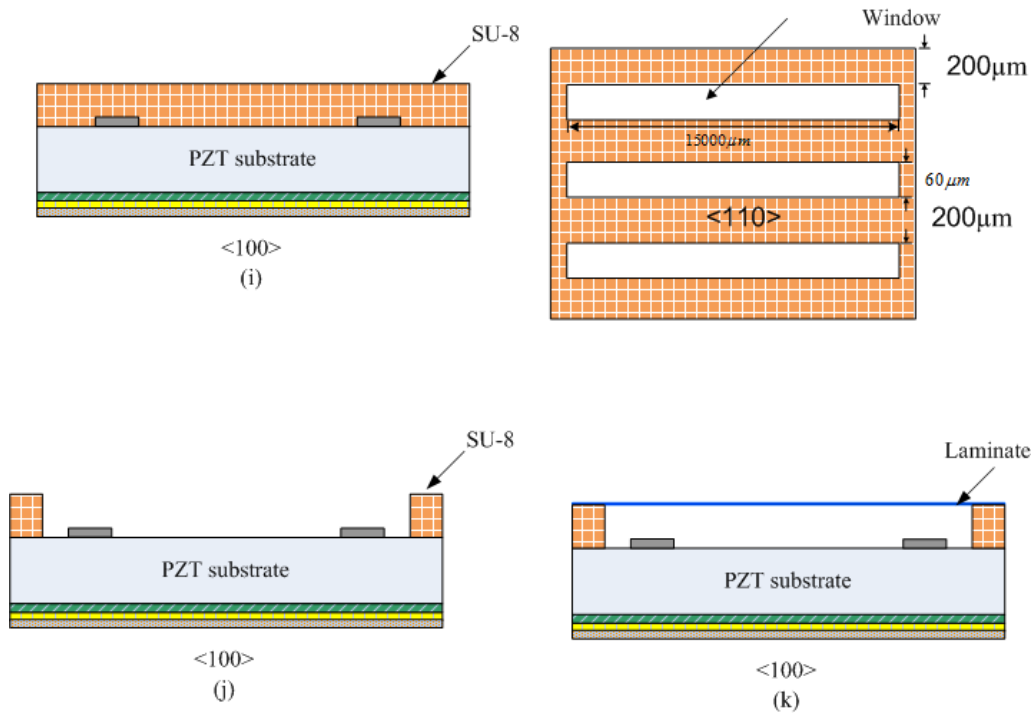 SU-8
PZT substrate
<100>
(i)
Window
200μm
15000μm
60μm
<110>
200μm
SU-8
PZT substrate
<100>
(j)
Laminate
PZT substrate
<100>
(k)